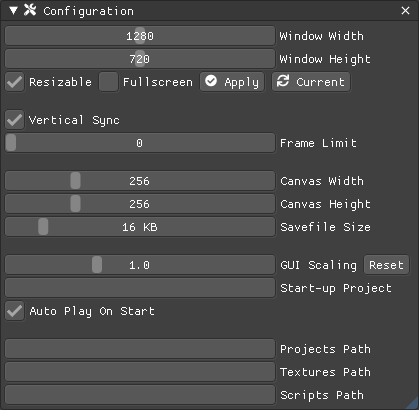 Configuration
1280 Window Width
720 Window Height
Resizable Fullscreen Apply Current
Vertical Sync
0 Frame Limit
256 Canvas Width
256 Canvas Height
16 KB Savefile Size
1.0 GUI Scaling Reset
Start-up Project
Auto Play On Start
Projects Path
Textures Path
Scripts Path